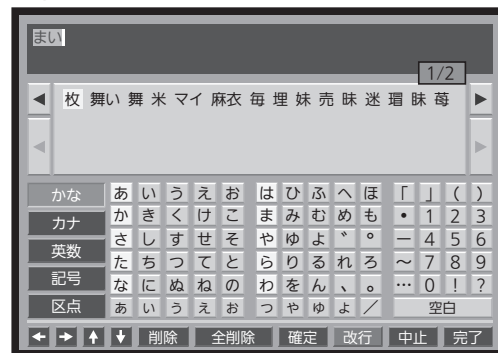 まい
1/2
◀ 枚 舞い 舞 米 マイ 麻衣 毎 埋 妹 売 昧 迷 瑁 眛 苺 ▶
◀ ▶
かな あ い う え お は ひ ふ へ ほ 「 」 ( )
カナ か き く け こ ま み む め も ・ 1 2 3
英数 さ し す せ そ や ゆ よ ゛ ゜ ー 4 5 6
記号 た ち つ て と ら り る れ ろ ~ 7 8 9
区点 な に ぬ ね の わ を ん 、 。 … 0 ! ?
ぁ ぃ ぅ ぇ ぉ っ ゃ ゅ ょ / 空白
← → ↑ ↓ 削除 全削除 確定 改行 中止 完了